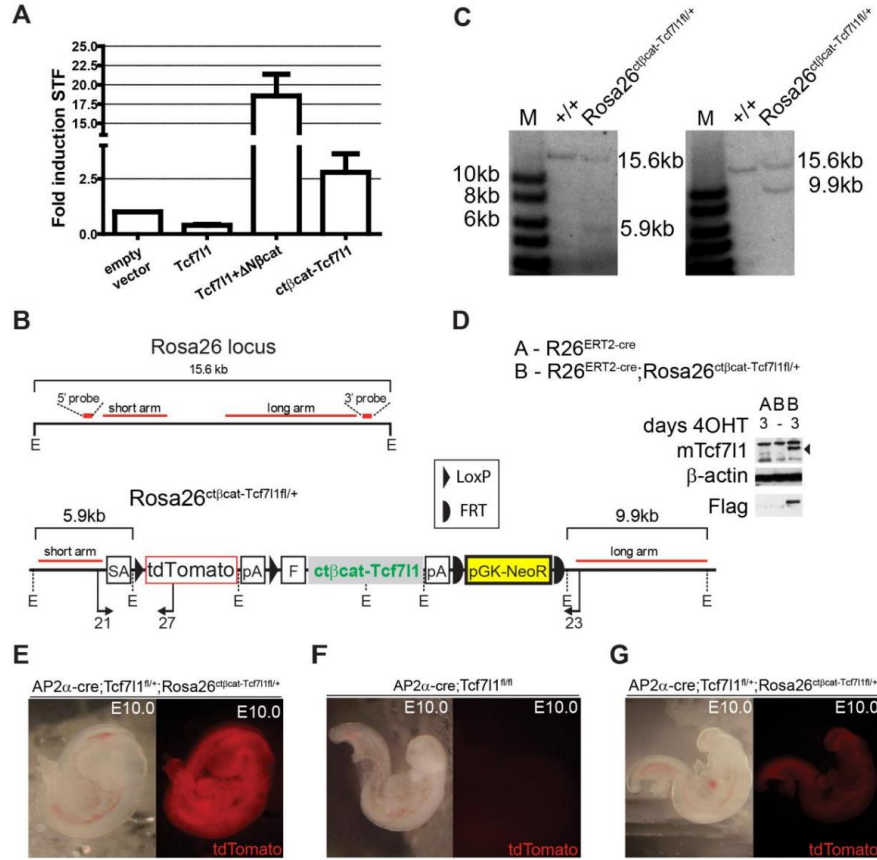 A
Fold induction STF
25.0
22.5
20.0
17.5
15.0
2.5
0.0
empty vector
Tcf7l1
Tcf7l1+ΔNβcat
ctβcat-Tcf7l1
C
M
+/+
Rosa26ctβcat-Tcf7l1fl/+
10kb
8kb
6kb
15.6kb
5.9kb
M
+/+
Rosa26ctβcat-Tcf7l1fl/+
15.6kb
9.9kb
B
Rosa26 locus
15.6 kb
5' probe
short arm
long arm
3' probe
E
E
Rosa26ctβcat-Tcf7l1fl/+
LoxP
FRT
5.9kb
9.9kb
short arm
SA
tdTomato
pA
F
ctβcat-Tcf7l1
pA
pGK-NeoR
long arm
E
E
E
E
E
E
E
21
27
23
D
A - R26ERT2-cre
B - R26ERT2-cre;Rosa26ctβcat-Tcf7l1fl/+
A B B
days 4OHT 3 - 3
mTcf7l1
β-actin
Flag
E
AP2α-cre;Tcf7l1fl/+;Rosa26ctβcat-Tcf7l1fl/+
E10.0
E10.0
tdTomato
F
AP2α-cre;Tcf7l1fl/fl
E10.0
E10.0
tdTomato
G
AP2α-cre;Tcf7l1fl/+;Rosa26ctβcat-Tcf7l1fl/+
E10.0
E10.0
tdTomato